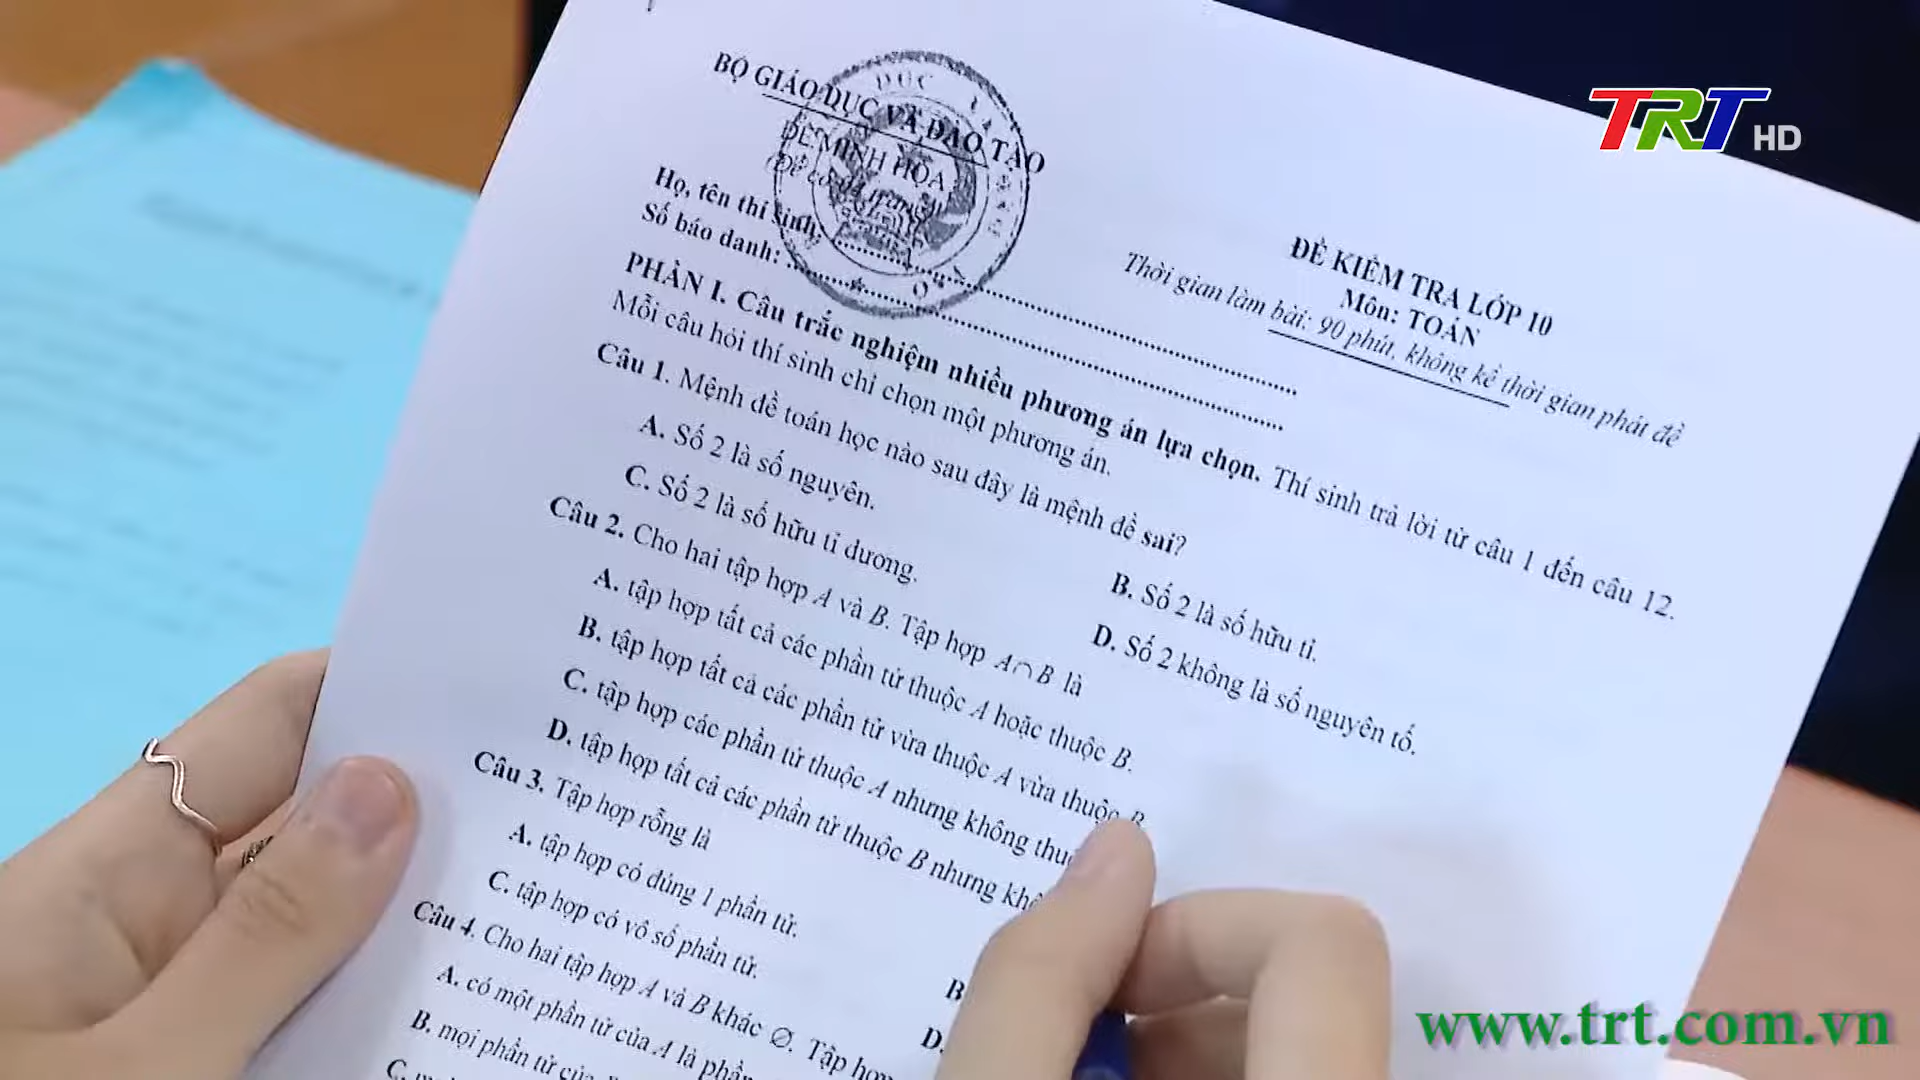 TRT HD
BỘ GIÁO DỤC VÀ ĐÀO TẠO
ĐỀ MINH HỌA
(Đề có
Họ, tên thí sinh:
Số báo danh:
ĐỀ KIỂM TRA LỚP 10
Môn: TOÁN
Thời gian làm bài: 90 phút, không kể thời gian phát đề
PHẦN I. Câu trắc nghiệm nhiều phương án lựa chọn. Thí sinh trả lời từ câu 1 đến câu 12.
Mỗi câu hỏi thí sinh chỉ chọn một phương án.
Câu 1. Mệnh đề toán học nào sau đây là mệnh đề sai?
A. Số 2 là số nguyên.
B. Số 2 là số hữu tỉ.
C. Số 2 là số hữu tỉ dương.
D. Số 2 không là số nguyên tố.
Câu 2. Cho hai tập hợp A và B. Tập hợp A∩B là
A. tập hợp tất cả các phần tử thuộc A hoặc thuộc B.
B. tập hợp tất cả các phần tử vừa thuộc A vừa thuộc B.
C. tập hợp các phần tử thuộc A nhưng không
D. tập hợp tất cả các phần tử thuộc B nhưng
Câu 3. Tập hợp rỗng là
A. tập hợp có đúng 1 phần tử.
B.
C. tập hợp có vô số phần tử.
D.
Câu 4. Cho hai tập hợp A và B khác ∅. Tập hợp
A. có một phần tử của A là
B. mọi phần tử của
C.
www.trt.com.vn